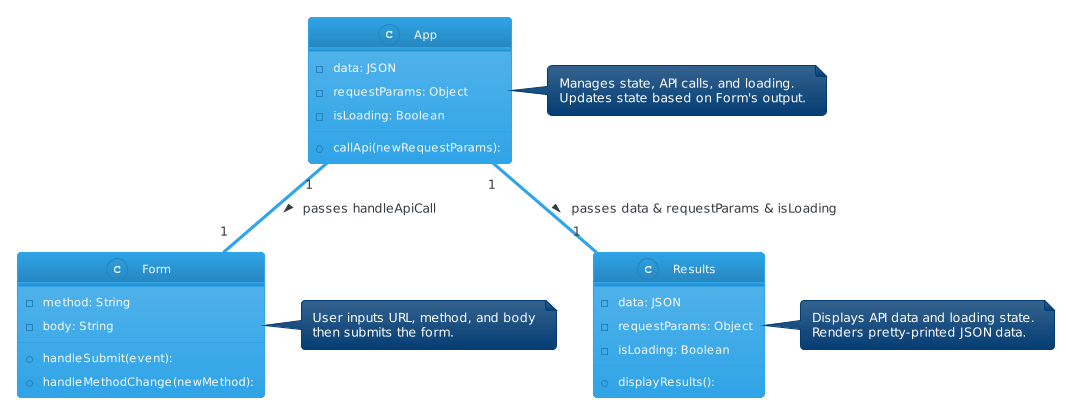 C App
data: JSON
requestParams: Object
isLoading: Boolean
callApi(newRequestParams):
Manages state, API calls, and loading.
Updates state based on Form's output.
1
1
passes handleApiCall
passes data & requestParams & isLoading
1
1
C Form
method: String
body: String
handleSubmit(event):
handleMethodChange(newMethod):
User inputs URL, method, and body
then submits the form.
C Results
data: JSON
requestParams: Object
isLoading: Boolean
displayResults():
Displays API data and loading state.
Renders pretty-printed JSON data.